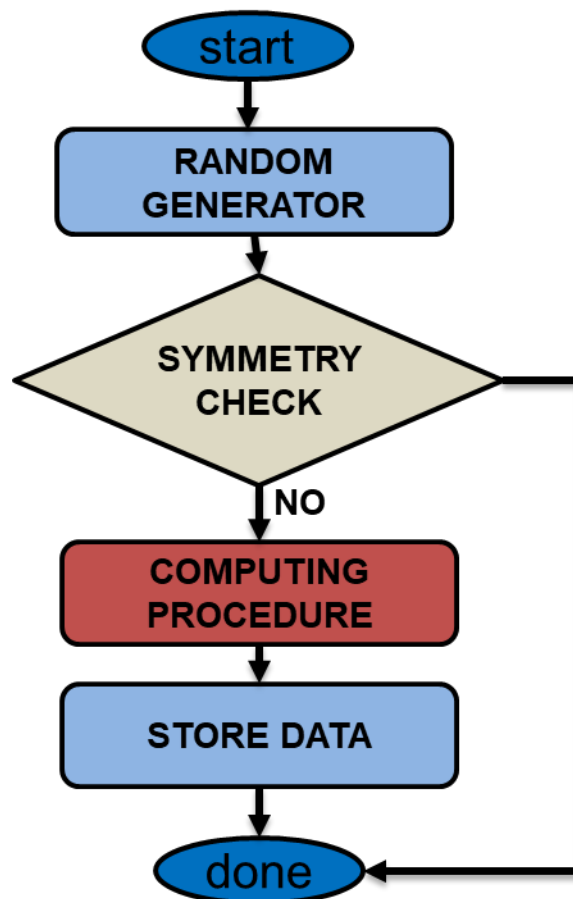 start
RANDOM
GENERATOR
SYMMETRY
CHECK
NO
COMPUTING
PROCEDURE
STORE DATA
done